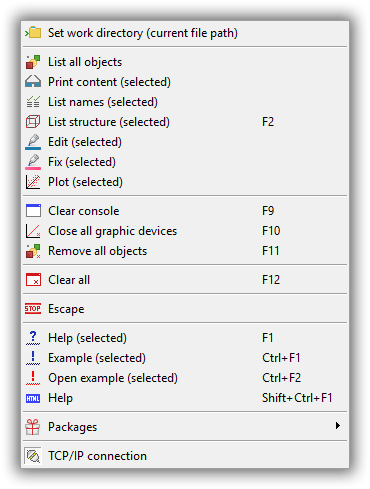 Set work directory (current file path)
List all objects
Print content (selected)
List names (selected)
List structure (selected) F2
Edit (selected)
Fix (selected)
Plot (selected)
Clear console F9
Close all graphic devices F10
Remove all objects F11
Clear all F12
STOP Escape
? Help (selected) F1
! Example (selected) Ctrl+F1
! Open example (selected) Ctrl+F2
HTML Help Shift+Ctrl+F1
Packages
TCP/IP connection